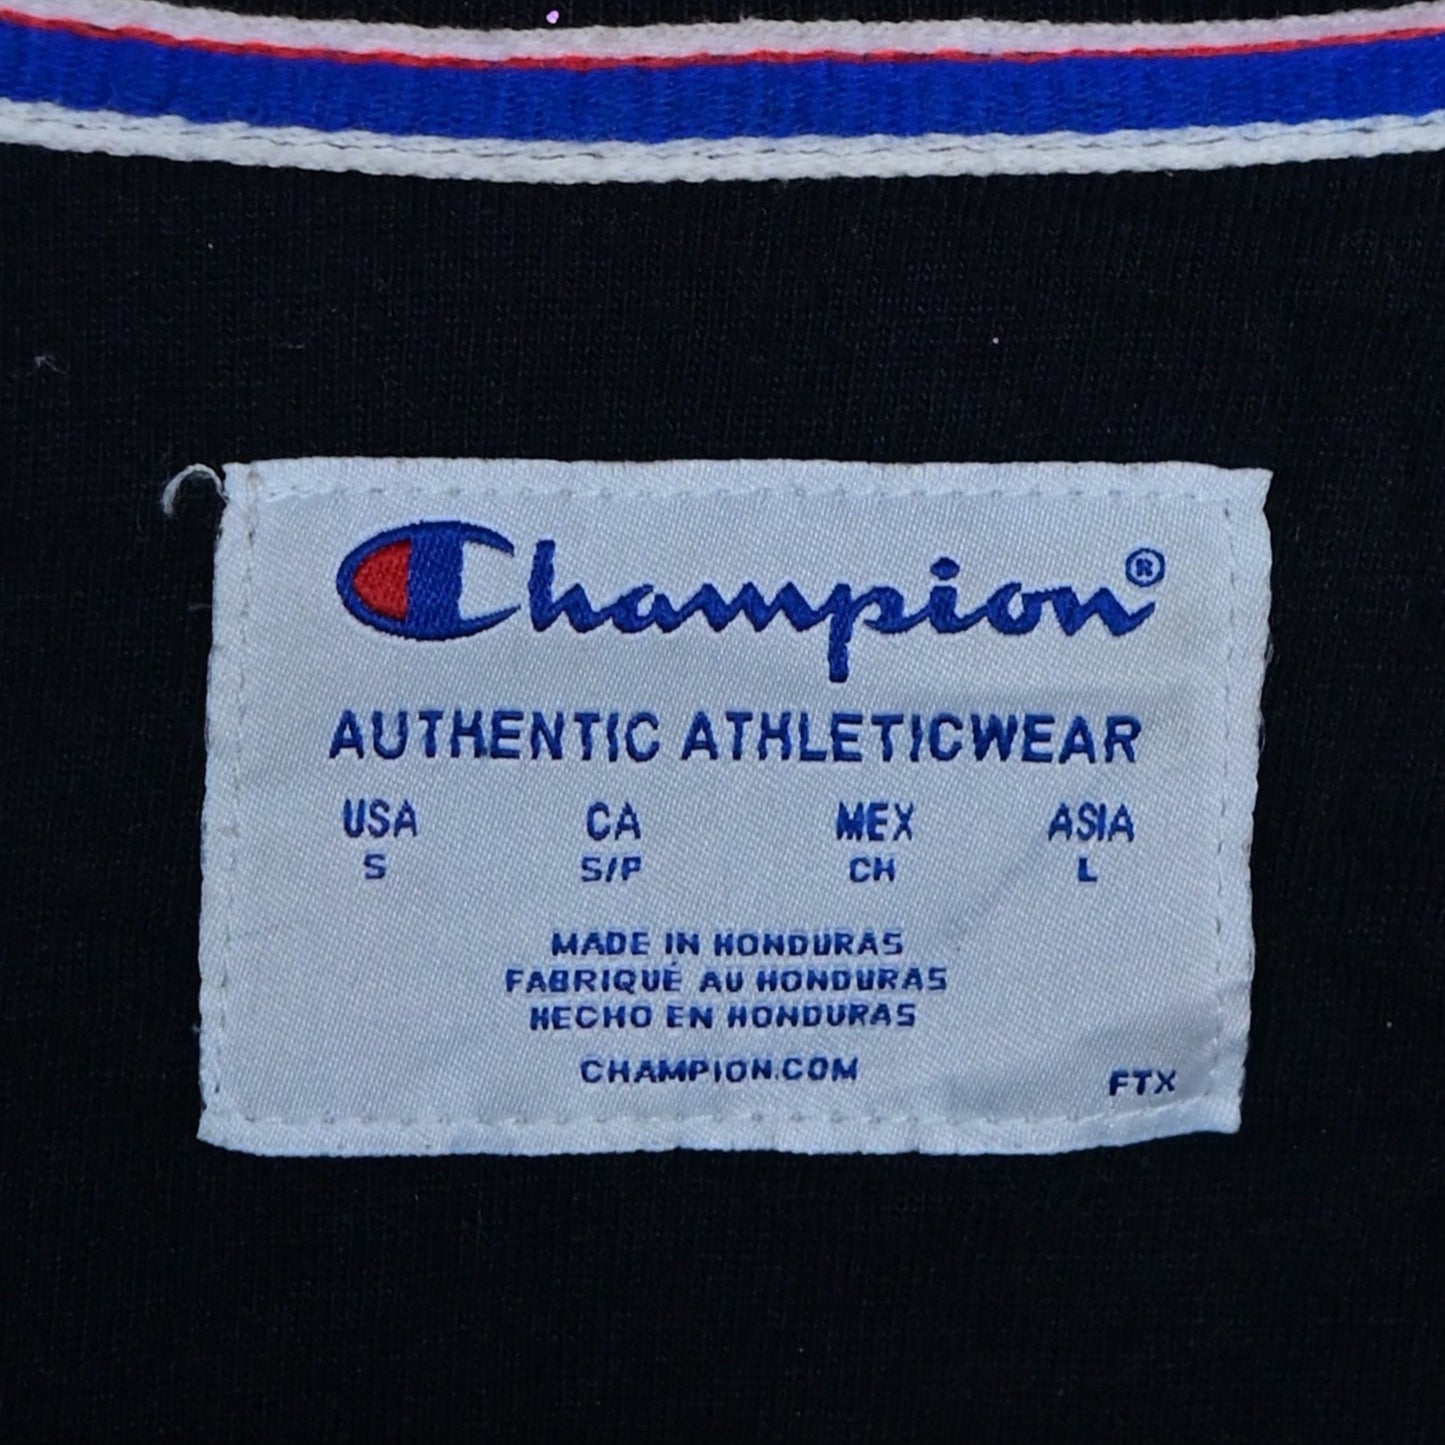 Champion®
AUTHENTIC ATHLETICWEAR
USA CA MEX ASIA
S S/P CH L
MADE IN HONDURAS
FABRIQUÉ AU HONDURAS
HECHO EN HONDURAS
CHAMPION.COM
FTX